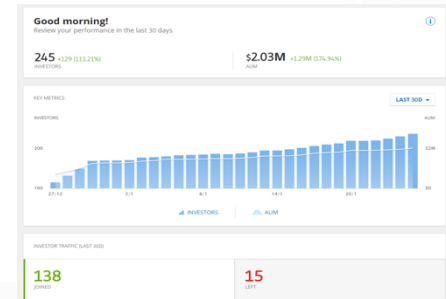 Good morning!
Review your performance in the last 30 days.
245 +129 (111.21%)
INVESTORS
$2.03M +1.29M (174.94%)
AUM
KEY METRICS
LAST 30D
INVESTORS
AUM
200
$2M
100
$0
27/12
2/1
8/1
14/1
20/1
INVESTORS
AUM
INVESTOR TRAFFIC (LAST 30D)
138
JOINED
15
LEFT